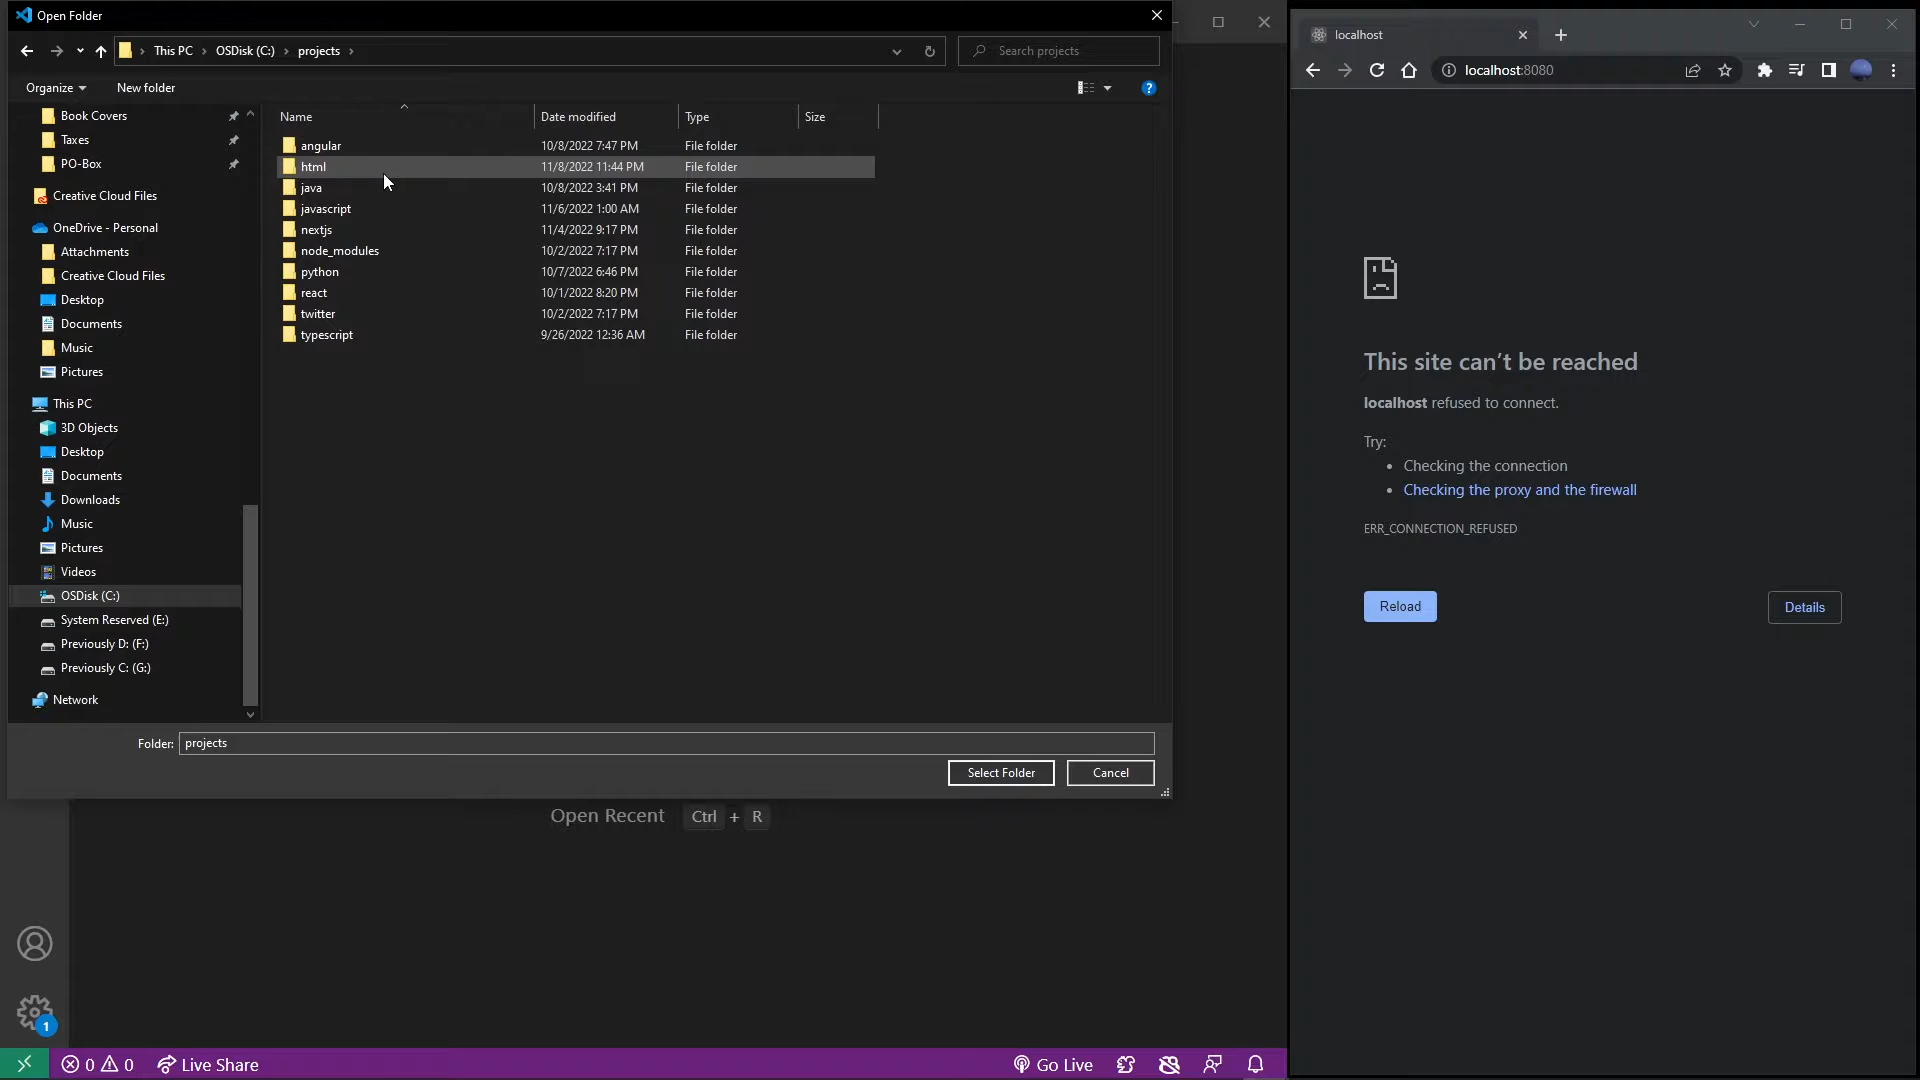 Open Folder
This PC > OSDisk (C:) > projects >
Search projects
Organize
New folder
?
Name
Date modified
Type
Size
Book Covers
Taxes
PO-Box
Creative Cloud Files
OneDrive - Personal
Attachments
Creative Cloud Files
Desktop
Documents
Music
Pictures
This PC
3D Objects
Desktop
Documents
Downloads
Music
Pictures
Videos
OSDisk (C:)
System Reserved (E:)
Previously D: (F:)
Previously C: (G:)
Network
angular 10/8/2022 7:47 PM File folder
html 11/8/2022 11:44 PM File folder
java 10/8/2022 3:41 PM File folder
javascript 11/6/2022 1:00 AM File folder
nextjs 11/4/2022 9:17 PM File folder
node_modules 10/2/2022 7:17 PM File folder
python 10/7/2022 6:46 PM File folder
react 10/1/2022 8:20 PM File folder
twitter 10/2/2022 7:17 PM File folder
typescript 9/26/2022 12:36 AM File folder
Folder: projects
Select Folder
Cancel
Open Recent Ctrl + R
1
0 0 Live Share
Go Live
localhost
localhost:8080
This site can’t be reached
localhost refused to connect.
Try:
• Checking the connection
• Checking the proxy and the firewall
ERR_CONNECTION_REFUSED
Reload
Details